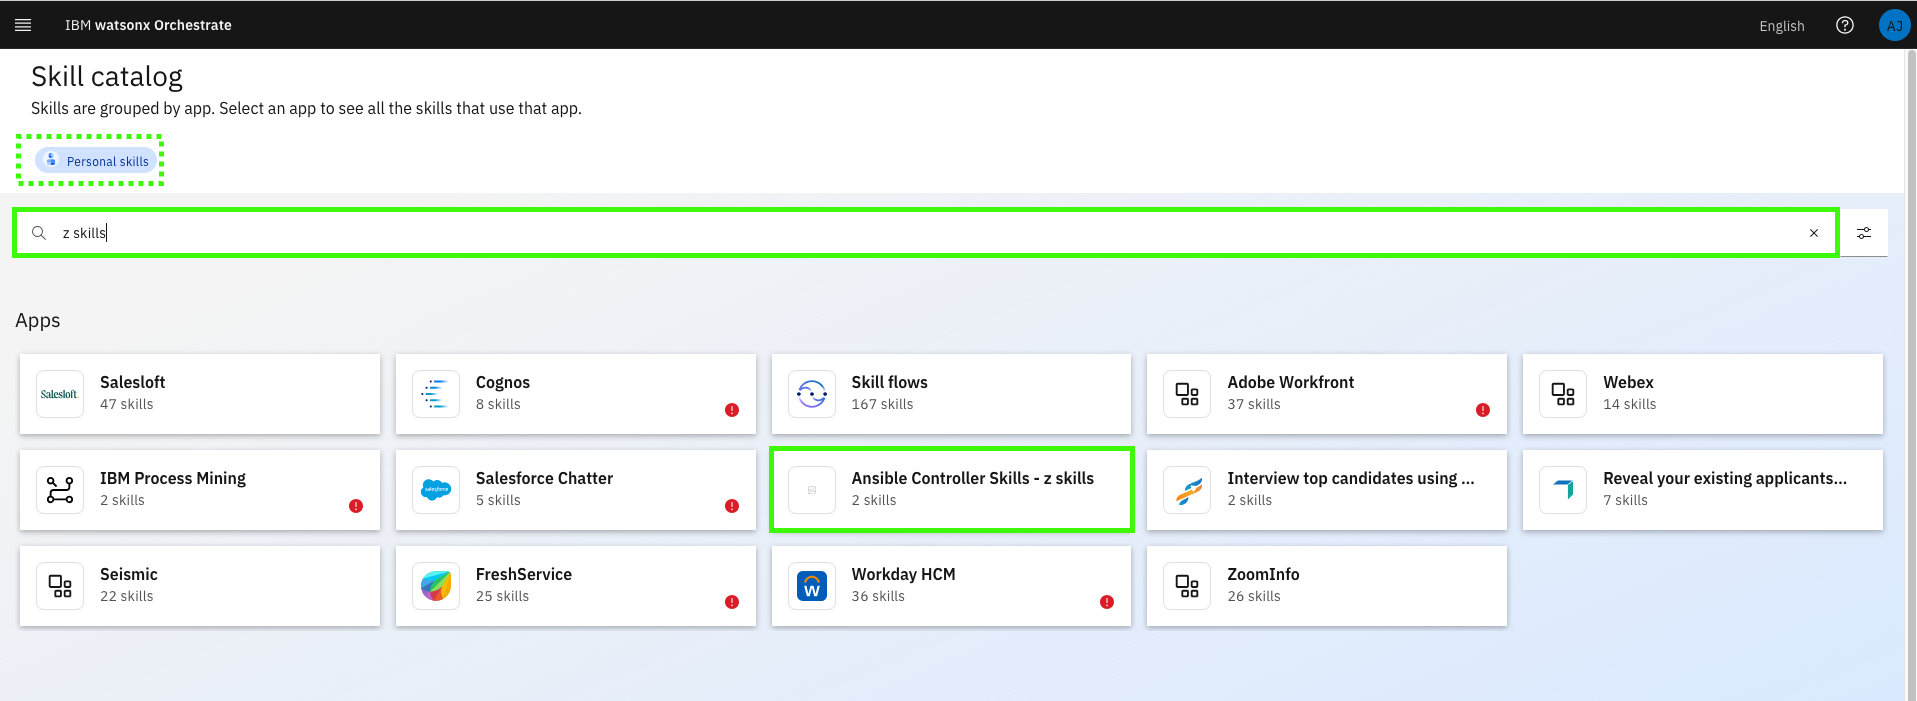 IBM watsonx Orchestrate
English
AJ
Skill catalog
Skills are grouped by app. Select an app to see all the skills that use that app.
Personal skills
z skills
Apps
Salesloft.
Salesloft
47 skills
Cognos
8 skills
Skill flows
167 skills
Adobe Workfront
37 skills
Webex
14 skills
IBM Process Mining
2 skills
salesforce
Salesforce Chatter
5 skills
Ansible Controller Skills - z skills
2 skills
Interview top candidates using ...
2 skills
Reveal your existing applicants...
7 skills
Seismic
22 skills
FreshService
25 skills
W
Workday HCM
36 skills
ZoomInfo
26 skills